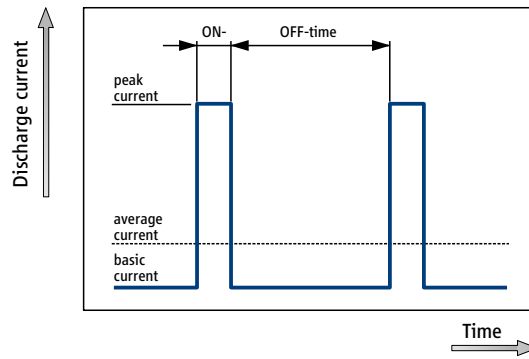 Discharge current
ON-
OFF-time
peak
current
average
current
basic
current
Time